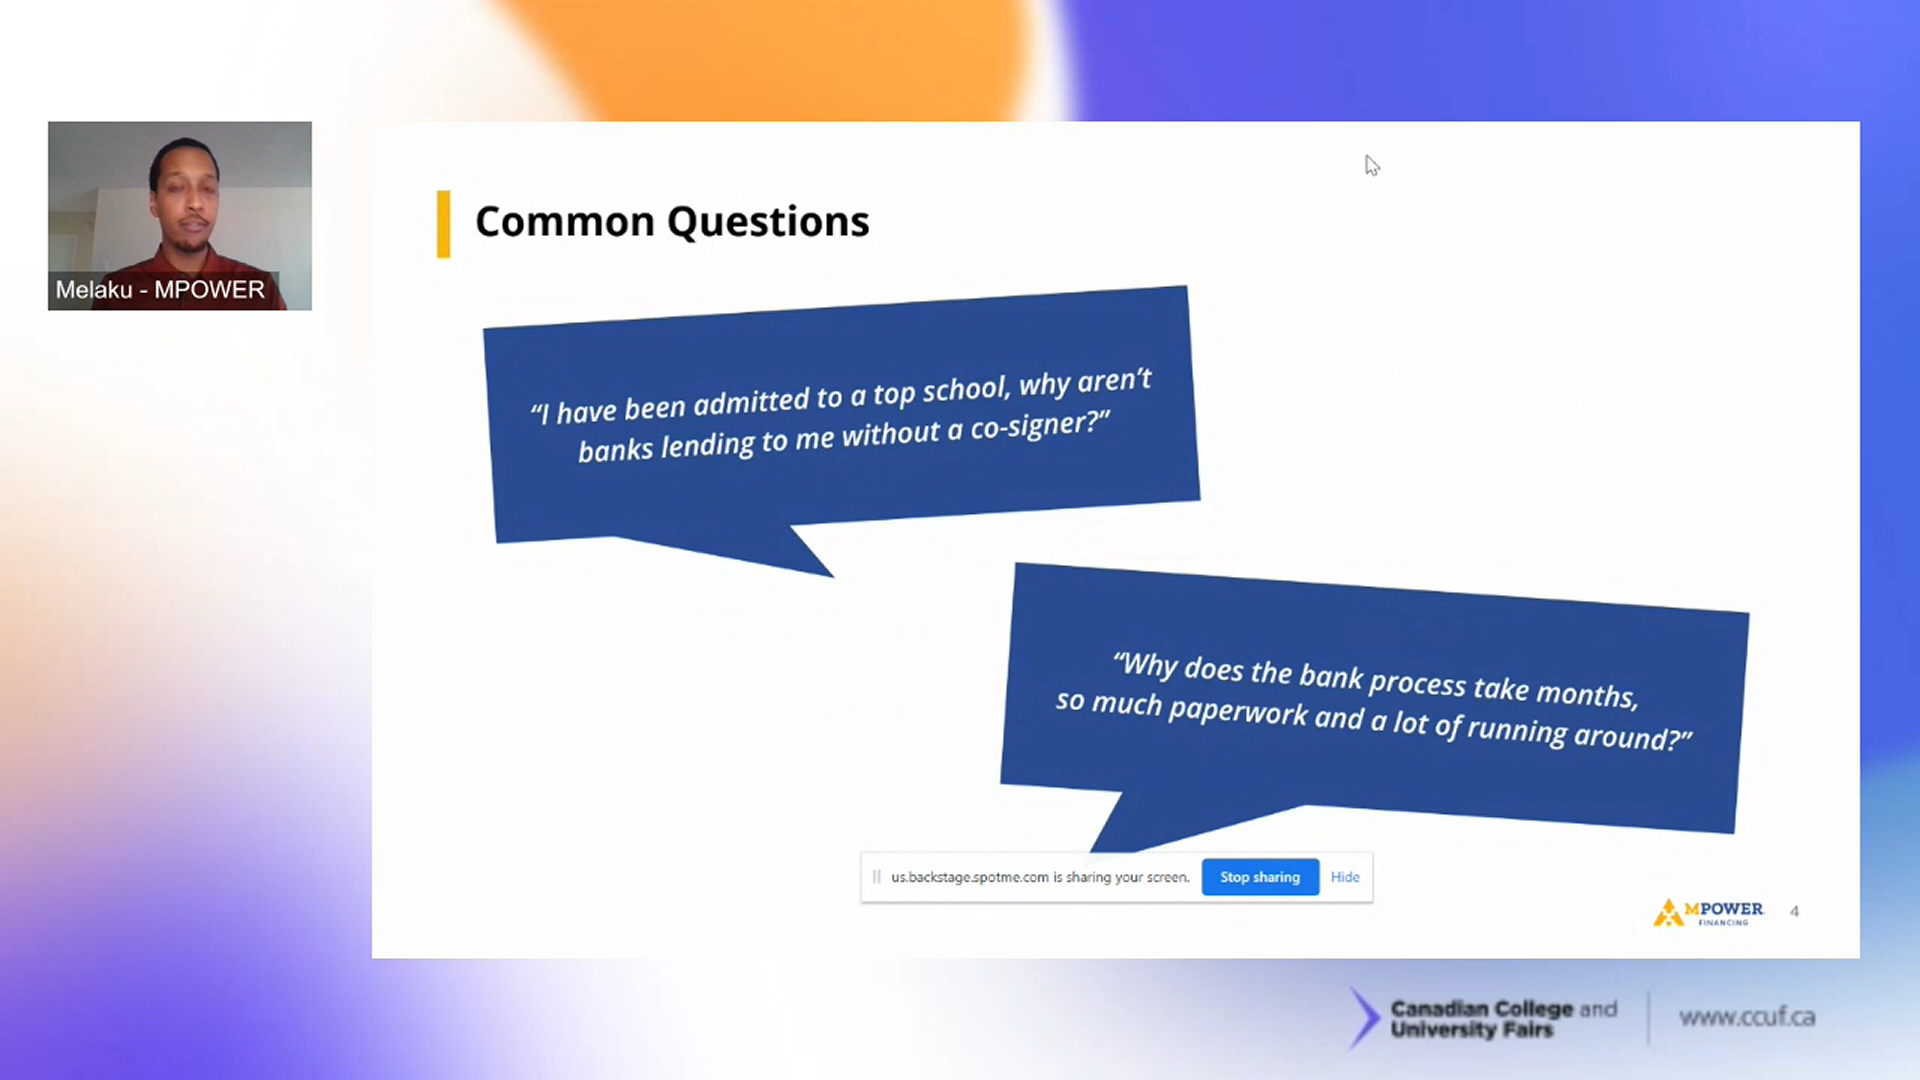 Common Questions
Melaku - MPOWER
“I have been admitted to a top school, why aren’t
banks lending to me without a co-signer?”
“Why does the bank process take months,
so much paperwork and a lot of running around?”
us.backstage.spotme.com is sharing your screen. Stop sharing Hide
MPOWER
FINANCING
4
Canadian College and
University Fairs
www.ccuf.ca